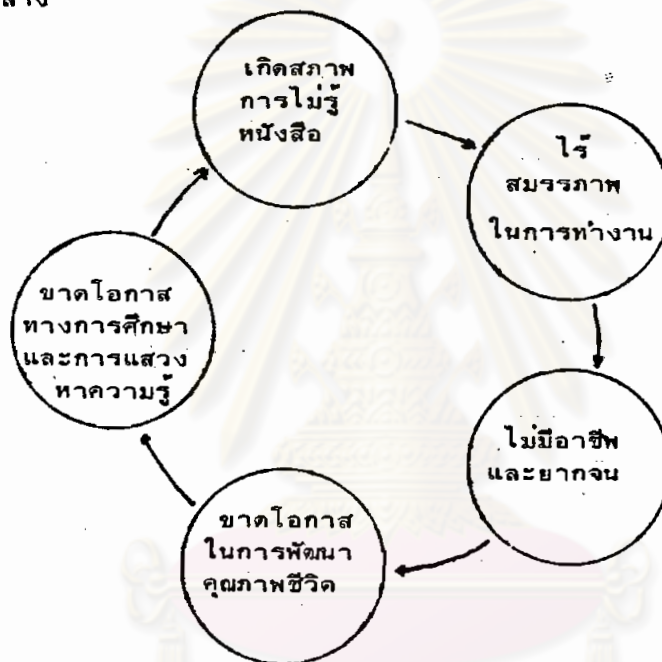 เกิดสภาพ
การไม่รู้
หนังสือ
ไร้
สมรรถภาพ
ในการทำงาน
ไม่มีอาชีพ
และยากจน
ขาดโอกาส
ในการพัฒนา
คุณภาพชีวิต
ขาดโอกาส
ทางการศึกษา
และการแสวง
หาความรู้